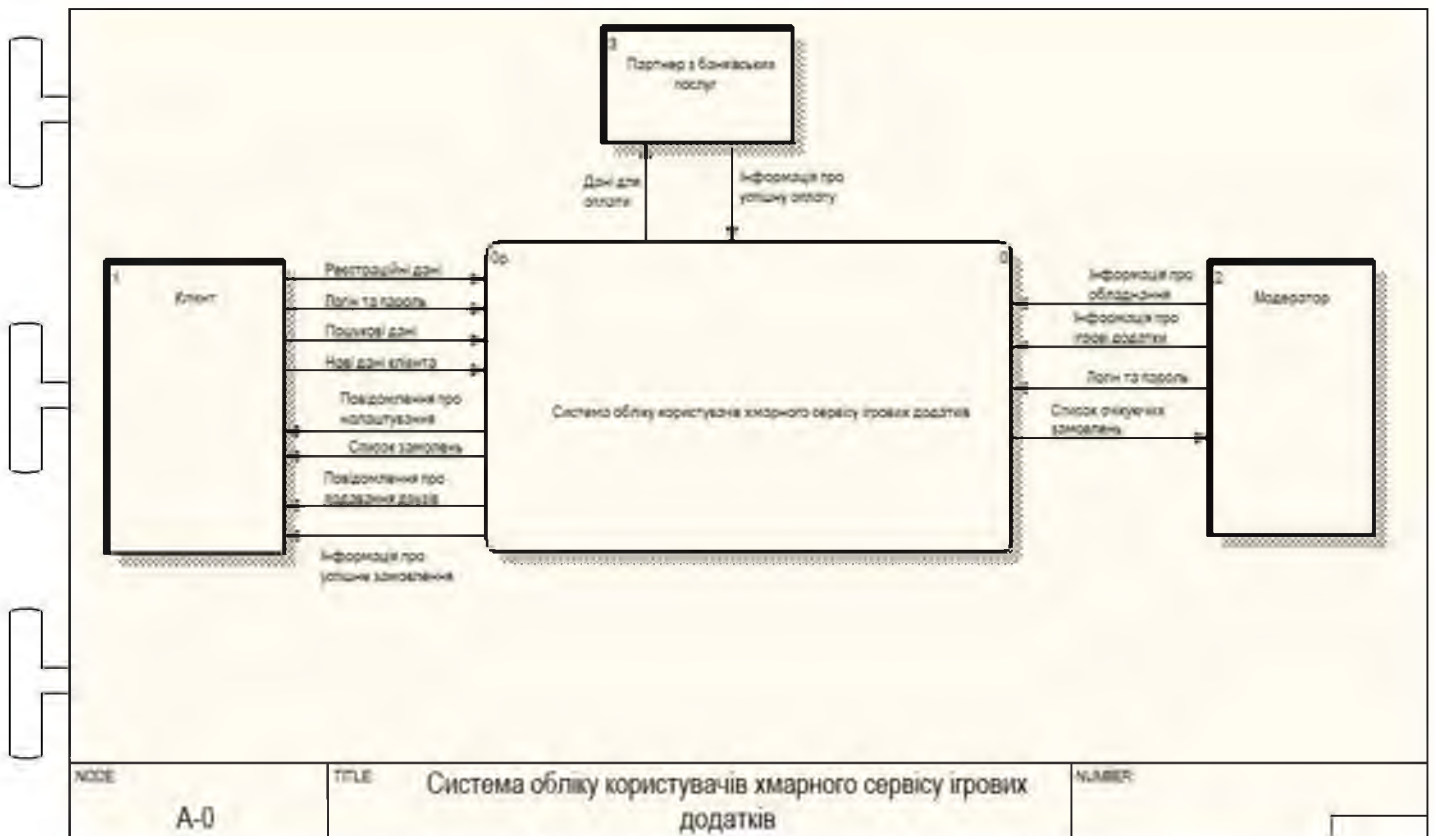 3
Партнер з банківських
послуг
Дані для
оплати
Інформація про
успішну оплату
1
Клієнт
Реєстраційні дані
Логін та пароль
Пошукові дані
Нові дані клієнта
Повідомлення про
налаштування
Список замолень
Повідомлення про
додавання друзів
Інформація про
успішне замовлення
0р.
0
Система обліку користувачів хмарного сервісу ігрових додатків
Інформація про
обладнання
Інформація про
ігрові додатки
Логін та пароль
Список очікуючих
замовлень
2
Модератор
NODE:
A-0
TITLE:
Система обліку користувачів хмарного сервісу ігрових
додатків
NUMBER: